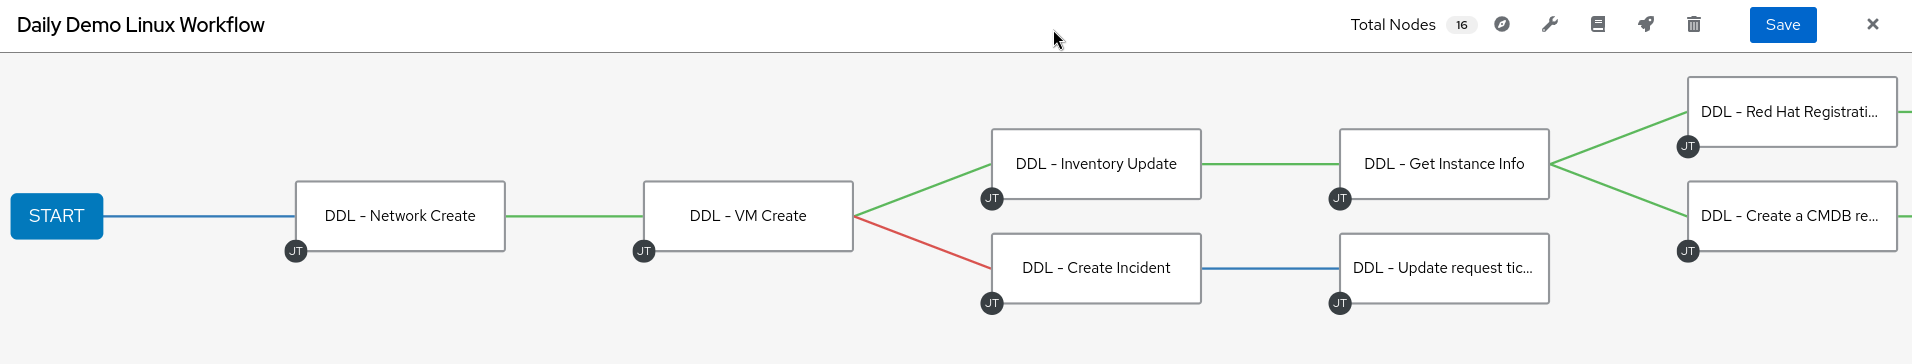 Daily Demo Linux Workflow
Total Nodes 16
Save
START
DDL - Network Create
JT
DDL - VM Create
JT
DDL - Inventory Update
JT
DDL - Create Incident
JT
DDL - Get Instance Info
JT
DDL - Update request tic...
JT
DDL - Red Hat Registrati...
JT
DDL - Create a CMDB re...
JT